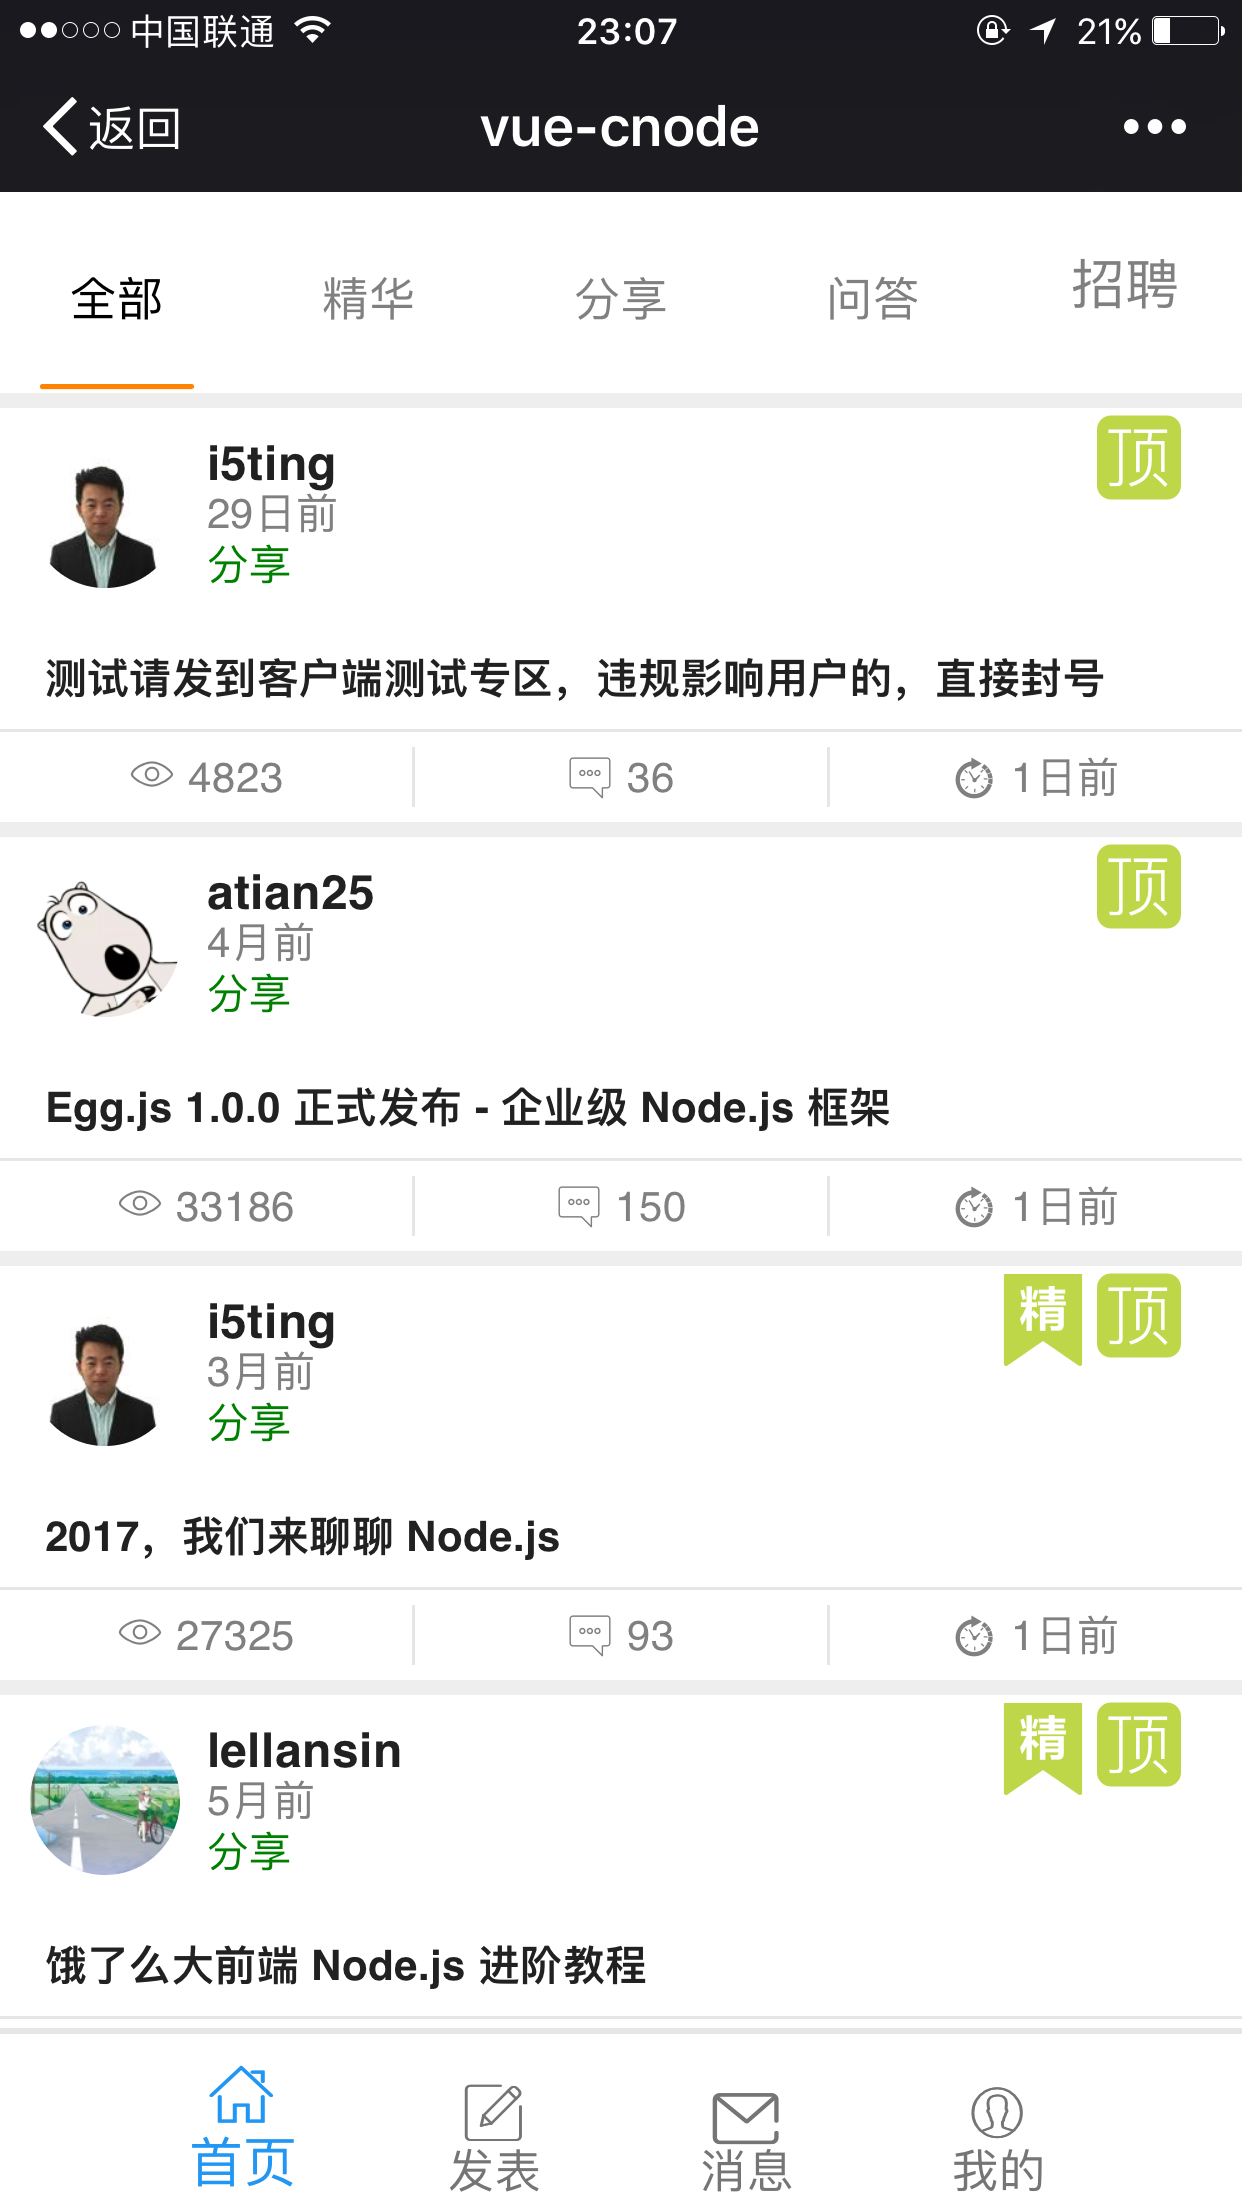 中国联通 23:07 21%
返回 vue-cnode
全部 精华 分享 问答 招聘
i5ting 顶
29日前
分享
测试请发到客户端测试专区，违规影响用户的，直接封号
4823 36 1日前
atian25 顶
4月前
分享
Egg.js 1.0.0 正式发布 - 企业级 Node.js 框架
33186 150 1日前
i5ting 精 顶
3月前
分享
2017，我们来聊聊 Node.js
27325 93 1日前
lellansin 精 顶
5月前
分享
饿了么大前端 Node.js 进阶教程
首页 发表 消息 我的